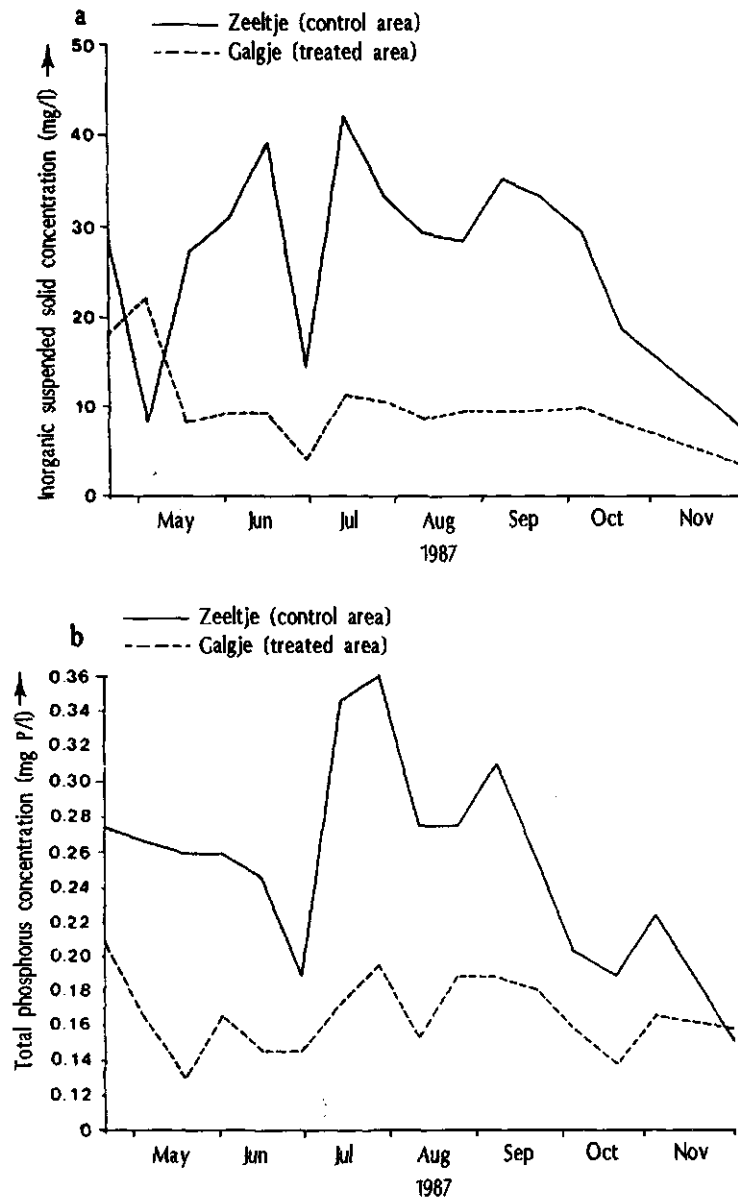 a
Zeeltje (control area)
Galgje (treated area)
Inorganic suspended solid concentration (mg/l)
50
40
30
20
10
0
May Jun Jul Aug Sep Oct Nov
1987
b
Zeeltje (control area)
Galgje (treated area)
Total phosphorus concentration (mg P/l)
0.36
0.34
0.32
0.30
0.28
0.26
0.24
0.22
0.20
0.18
0.16
0.14
0.12
0
May Jun Jul Aug Sep Oct Nov
1987